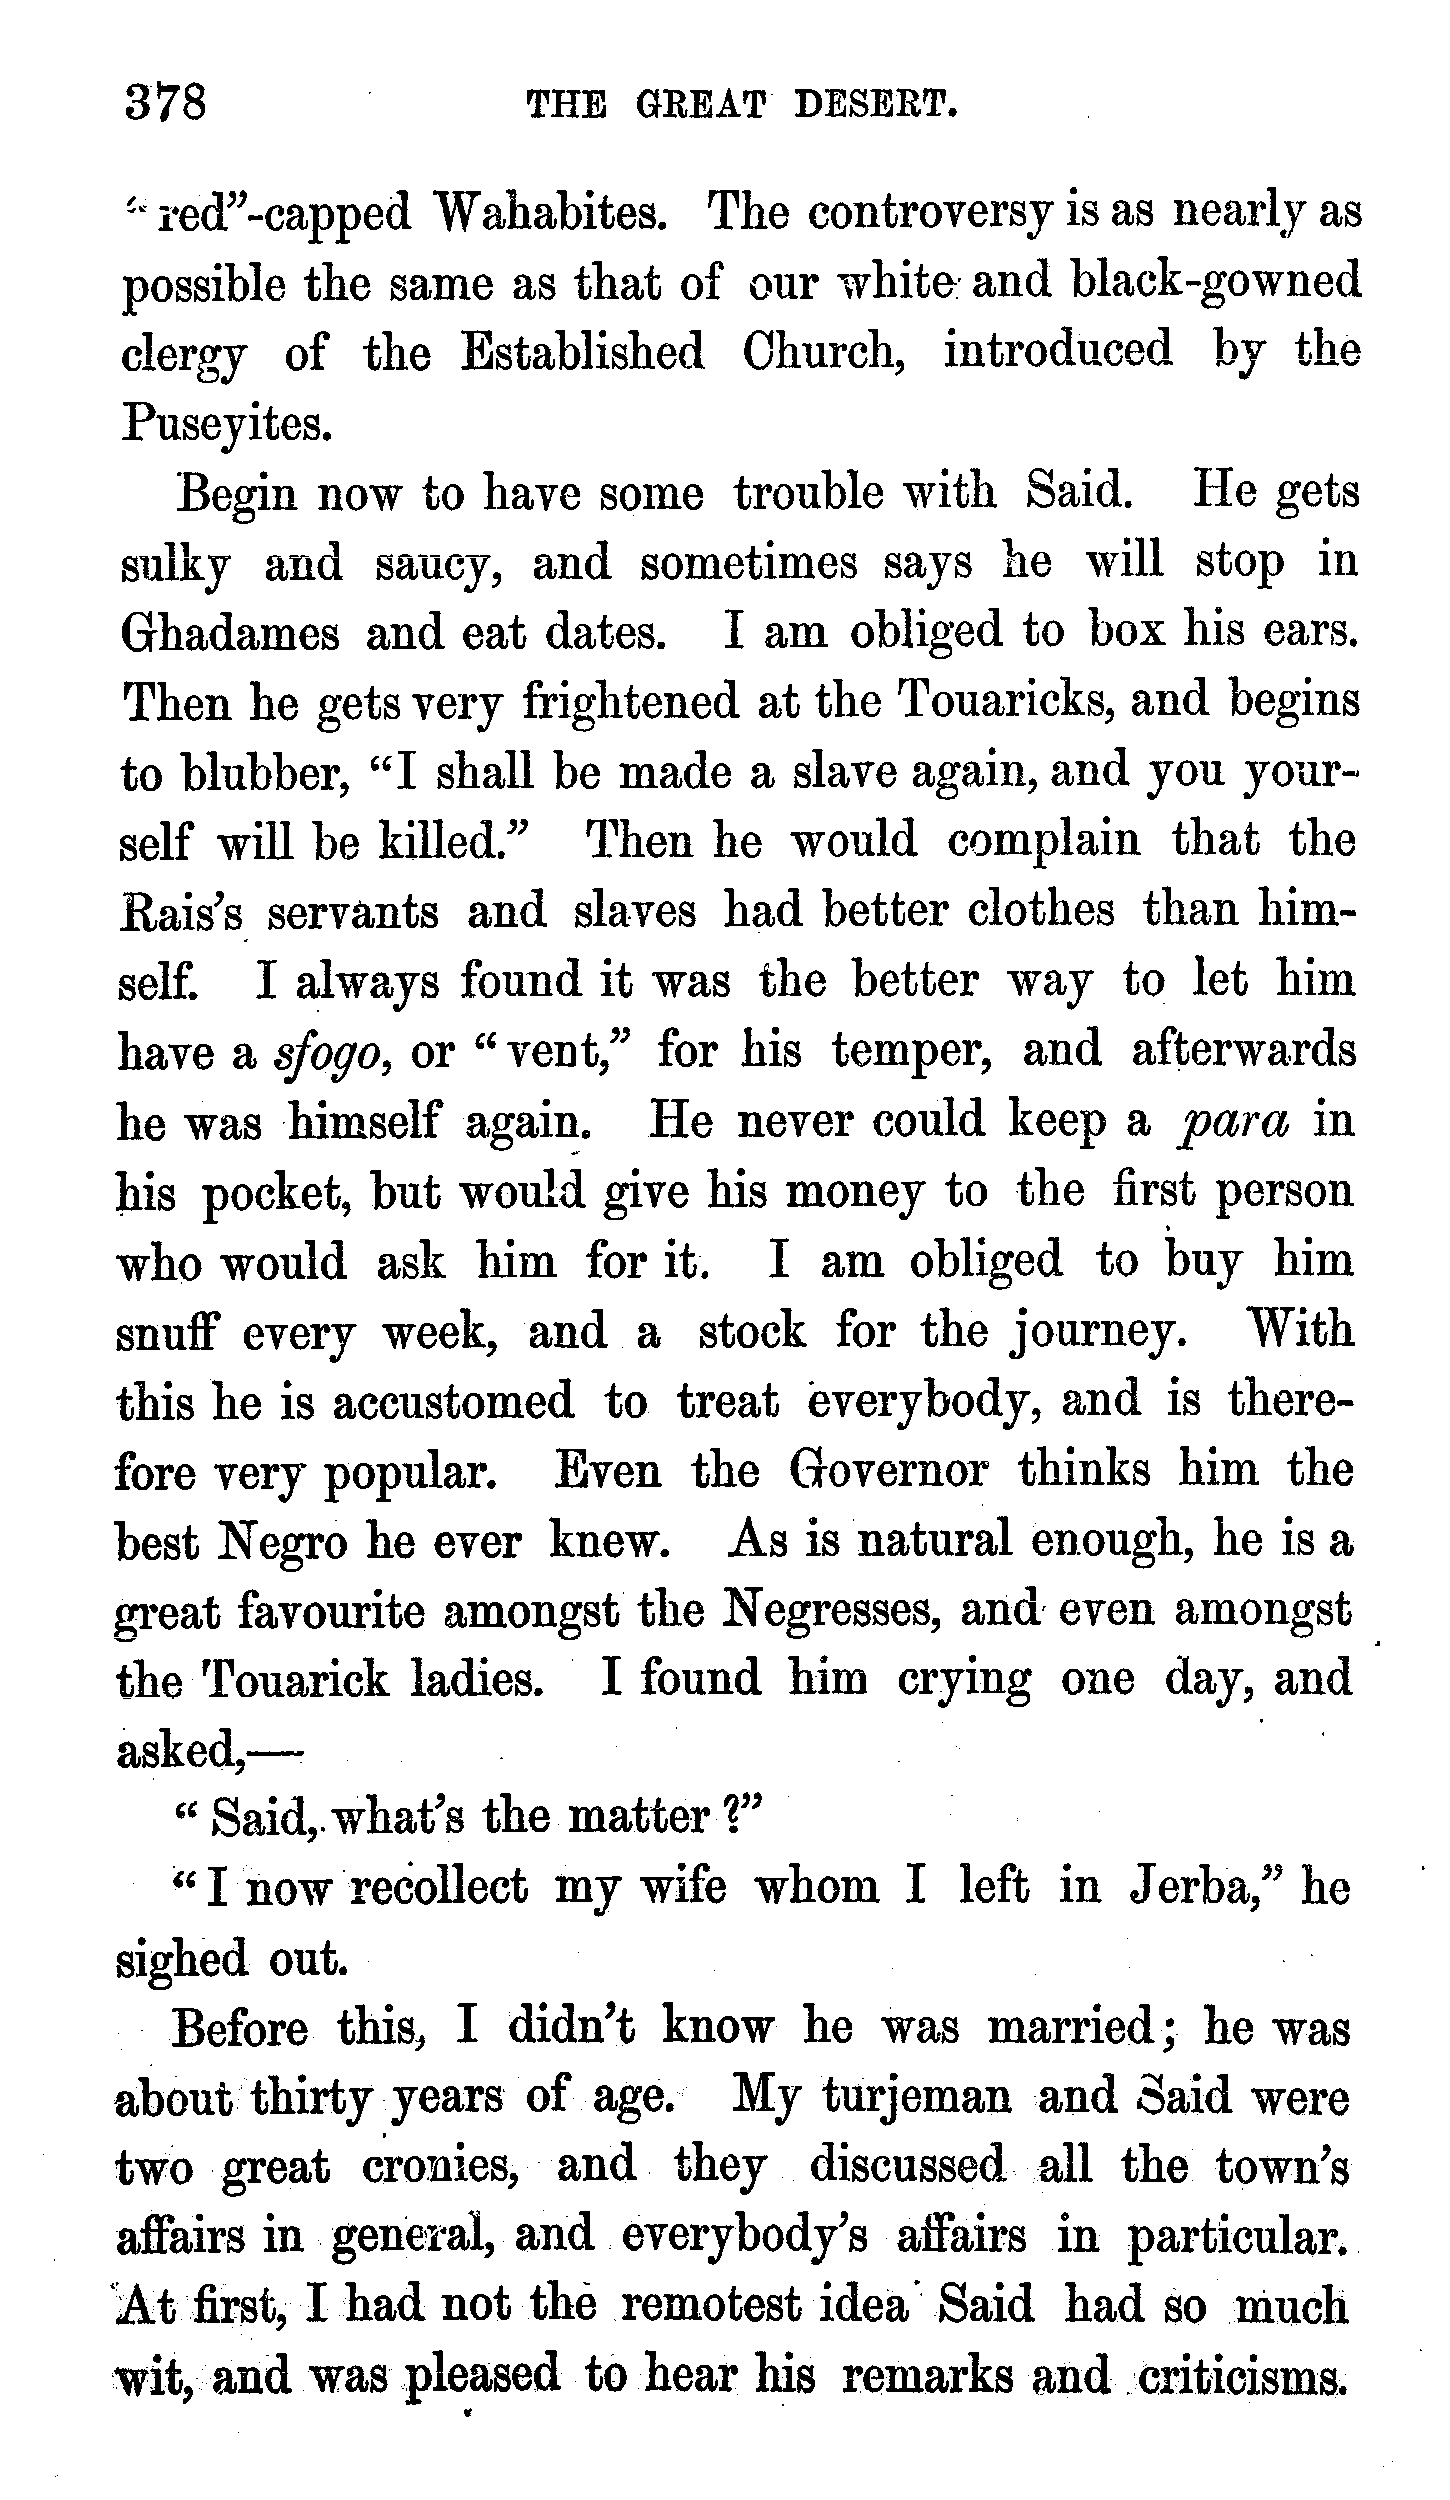 378 THE GREAT DESERT.
"red"-capped Wahabites. The controversy is as nearly as
possible the same as that of our white and black-gowned
clergy of the Established Church, introduced by the
Puseyites.
Begin now to have some trouble with Said. He gets
sulky and saucy, and sometimes says he will stop in
Ghadames and eat dates. I am obliged to box his ears.
Then he gets very frightened at the Touaricks, and begins
to blubber, "I shall be made a slave again, and you your-
self will be killed." Then he would complain that the
Rais's servants and slaves had better clothes than him-
self. I always found it was the better way to let him
have a sfogo, or "vent," for his temper, and afterwards
he was himself again. He never could keep a para in
his pocket, but would give his money to the first person
who would ask him for it. I am obliged to buy him
snuff every week, and a stock for the journey. With
this he is accustomed to treat everybody, and is there-
fore very popular. Even the Governor thinks him the
best Negro he ever knew. As is natural enough, he is a
great favourite amongst the Negresses, and even amongst
the Touarick ladies. I found him crying one day, and
asked,—
"Said, what's the matter?"
"I now recollect my wife whom I left in Jerba," he
sighed out.
Before this, I didn't know he was married; he was
about thirty years of age. My turjeman and Said were
two great cronies, and they discussed all the town's
affairs in general, and everybody's affairs in particular.
At first, I had not the remotest idea Said had so much
wit, and was pleased to hear his remarks and criticisms.